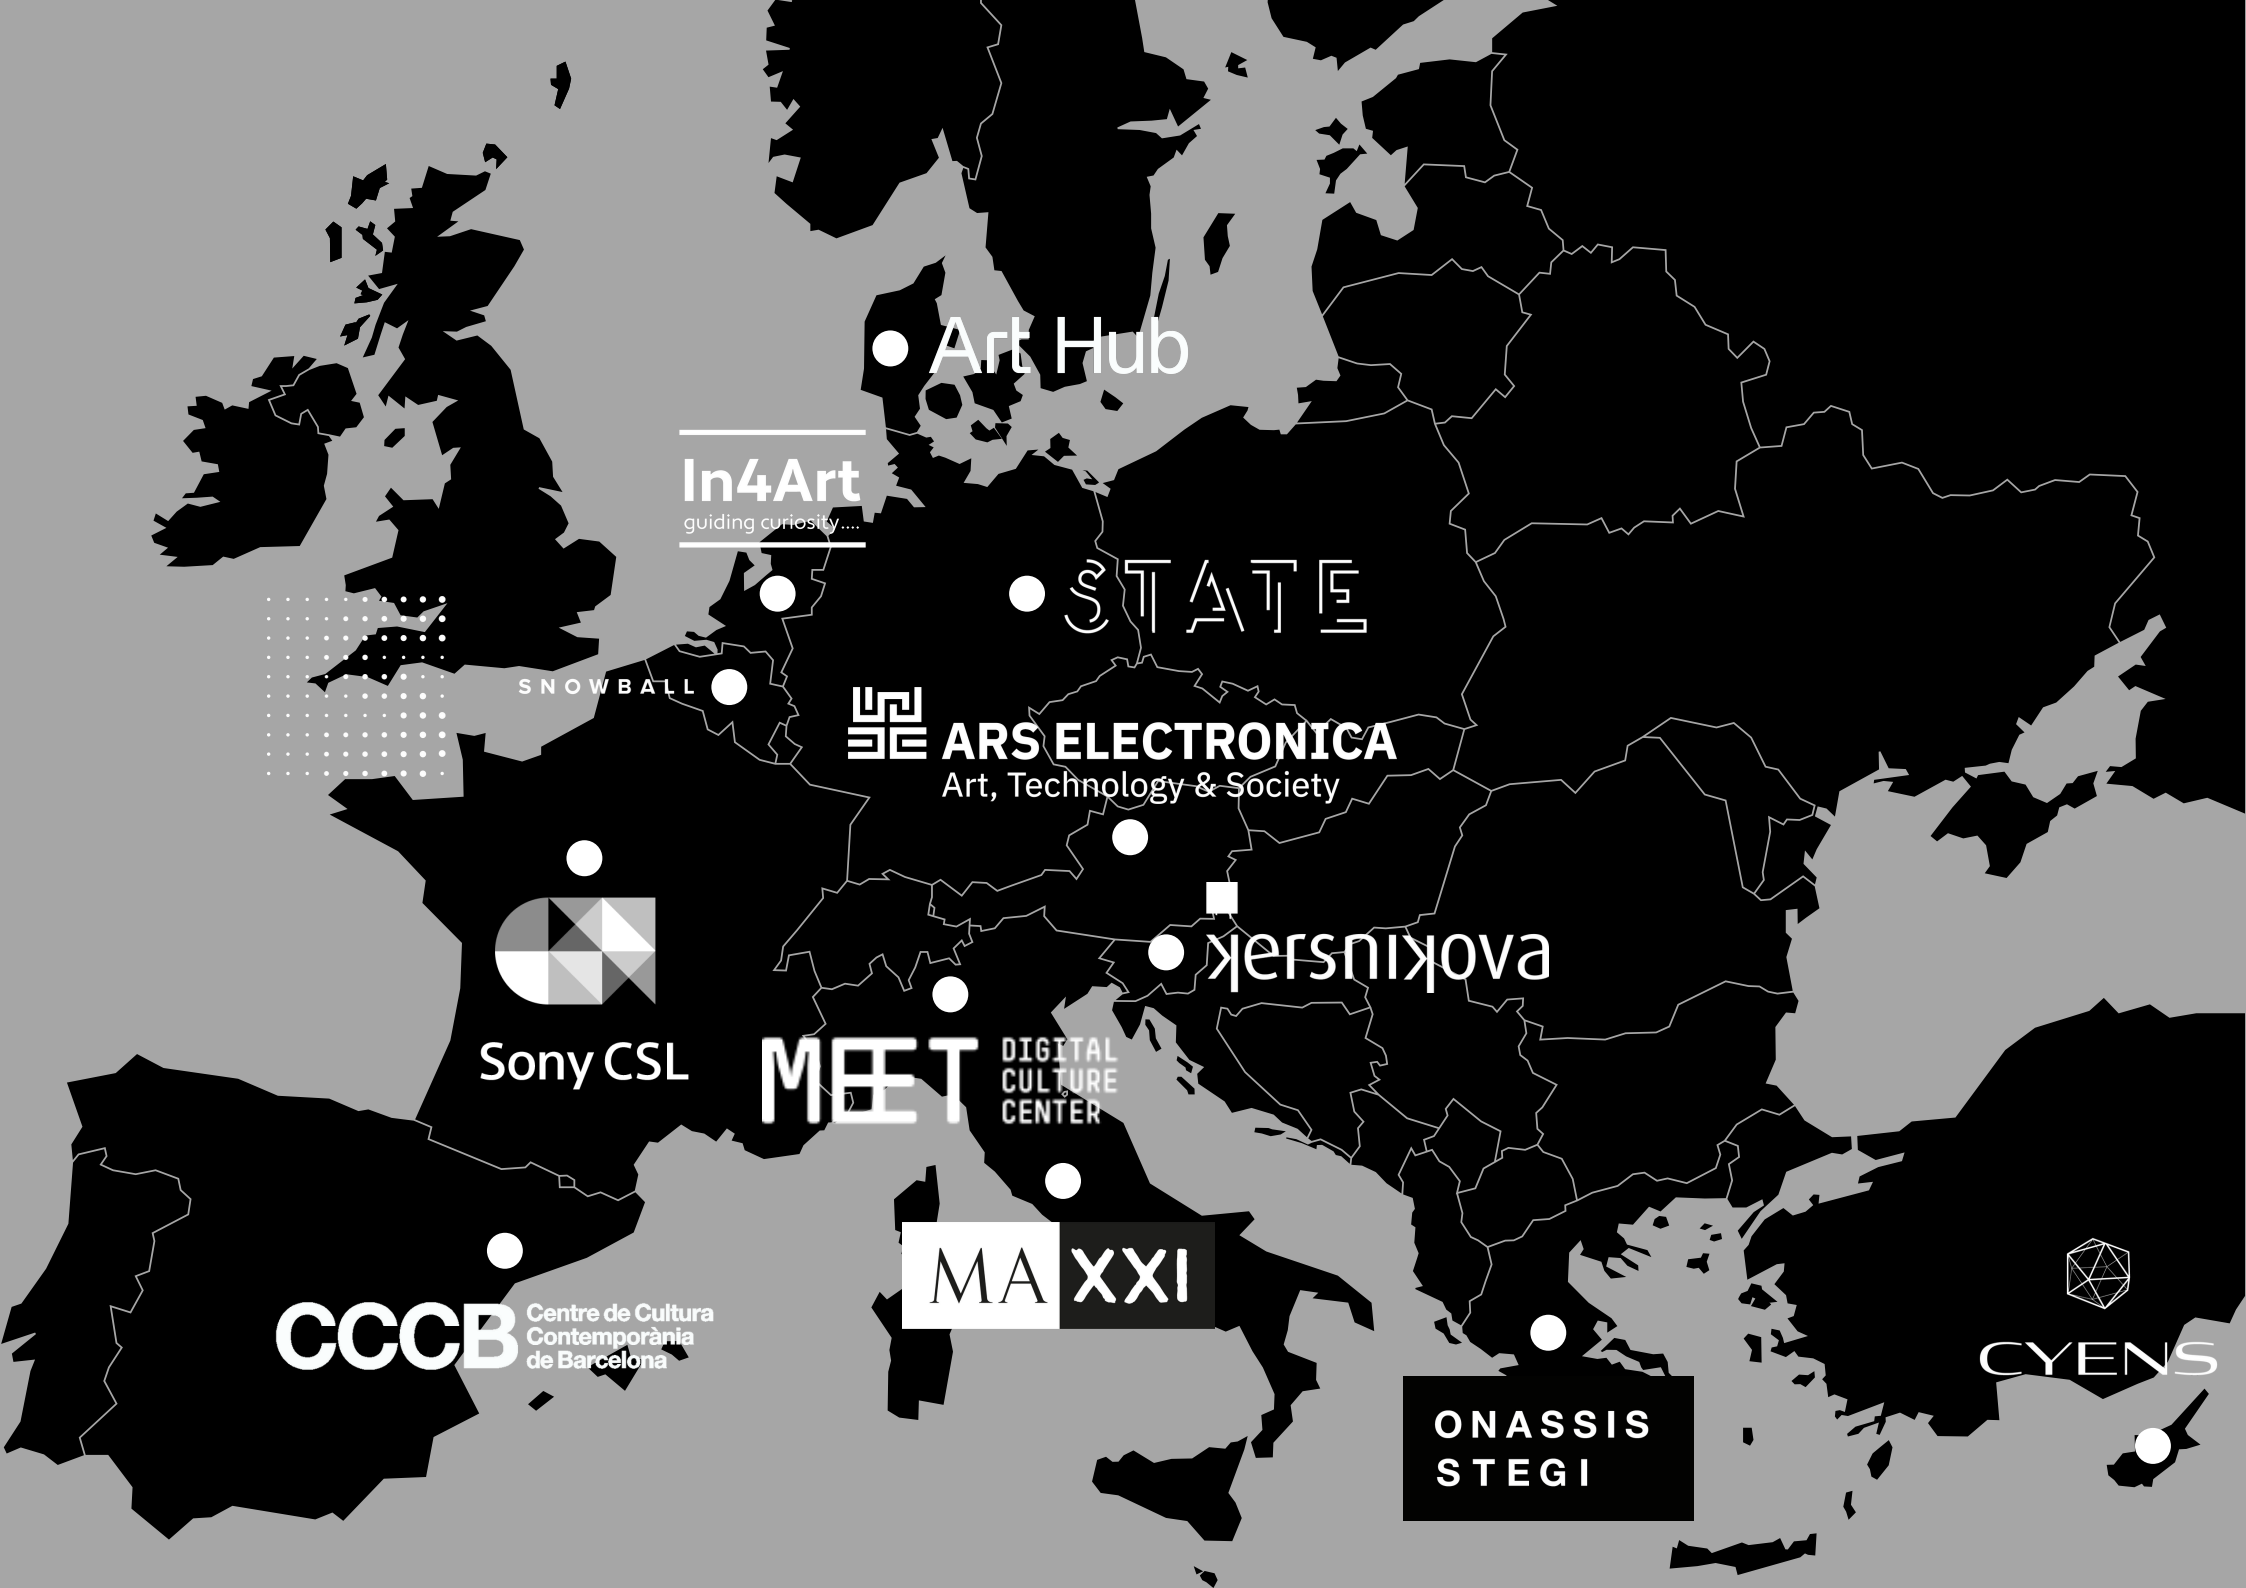 Art Hub
In4Art
guiding curiosity....
STATE
SNOWBALL
ARS ELECTRONICA
Art, Technology & Society
kersnikova
Sony CSL
MEET
DIGITAL
CULTURE
CENTER
MAXXI
CCCB
Centre de Cultura
Contemporània
de Barcelona
CYENS
ONASSIS
STEGI